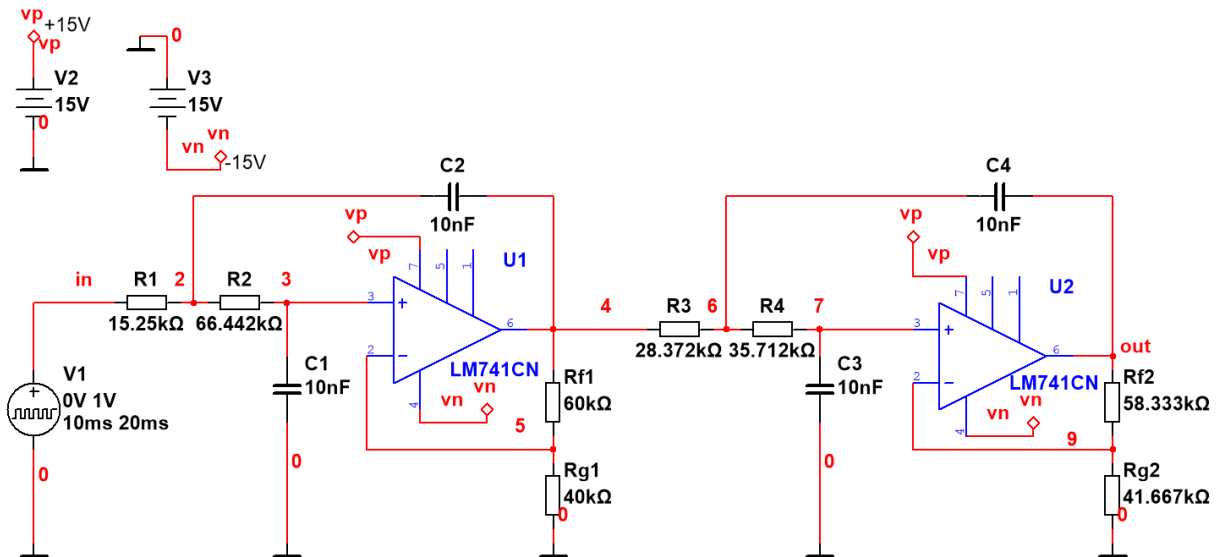 vp +15V
vp
V2
15V
0
0
V3
15V
vn vn
-15V
C2
10nF
C4
10nF
vp
vp
vp
vp
U1
U2
in
R1
2
R2
3
15.25kΩ
66.442kΩ
7
5
1
3
+
2
−
6
4
LM741CN
4
R3
6
R4
7
28.372kΩ
35.712kΩ
7
5
1
3
+
2
−
6
4
LM741CN
out
V1
+
0V 1V
10ms 20ms
0
C1
10nF
0
vn
vn
5
Rf1
60kΩ
Rg1
40kΩ
0
C3
10nF
0
vn
vn
9
Rf2
58.333kΩ
Rg2
41.667kΩ
0